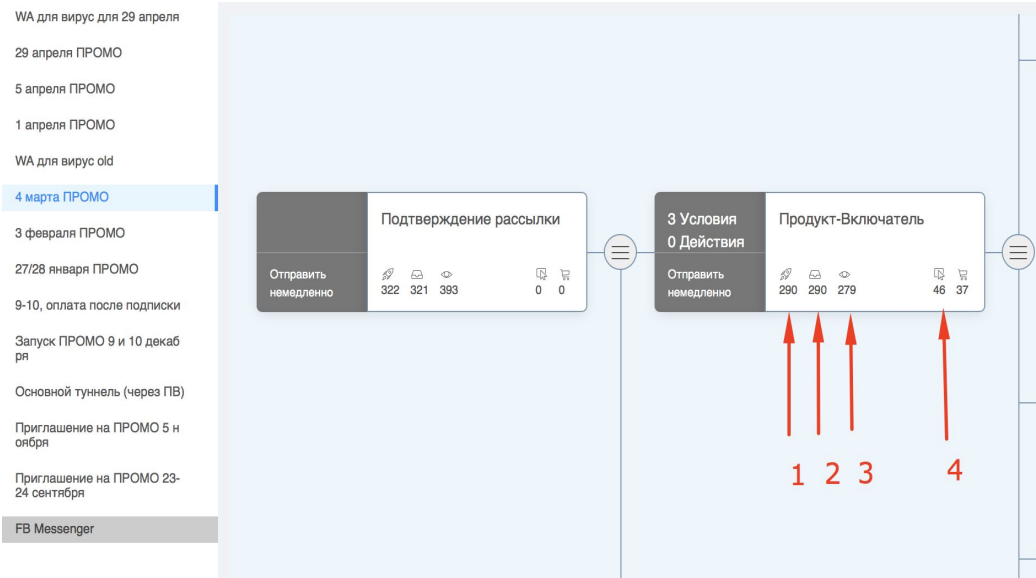 WA для вирус для 29 апреля
29 апреля ПРОМО
5 апреля ПРОМО
1 апреля ПРОМО
WA для вирус old
4 марта ПРОМО
3 февраля ПРОМО
27/28 января ПРОМО
9-10, оплата после подписки
Запуск ПРОМО 9 и 10 декаб
ря
Основной туннель (через ПВ)
Приглашение на ПРОМО 5 н
оября
Приглашение на ПРОМО 23-
24 сентября
FB Messenger
Подтверждение рассылки
Отправить
немедленно
322 321 393 0 0
3 Условия
0 Действия
Продукт-Включатель
Отправить
немедленно
290 290 279 46 37
1 2 3 4